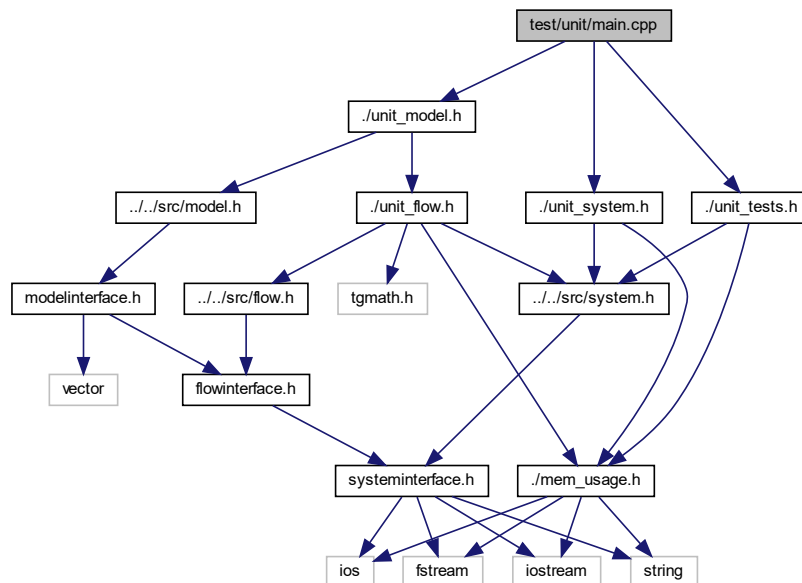 test/unit/main.cpp
./unit_model.h
../../src/model.h
./unit_flow.h
./unit_system.h
./unit_tests.h
modelinterface.h
../../src/flow.h
tgmath.h
../../src/system.h
vector
flowinterface.h
systeminterface.h
./mem_usage.h
ios
fstream
iostream
string